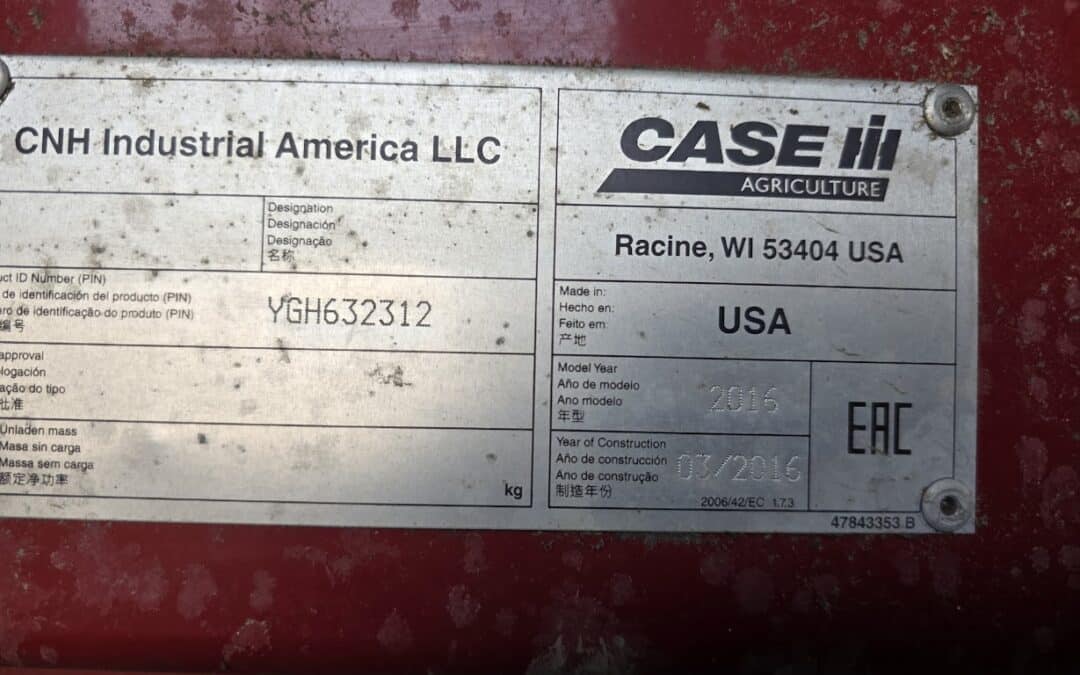 CNH Industrial America LLC
Designation
Designación
Designação
名称
uct ID Number (PIN)
de identificación del producto (PIN)
ero de identificação do produto (PIN)
编号
YGH632312
approval
logación
ação do tipo
批准
Unladen mass
Masa sin carga
Massa sem carga
额定净功率
kg
CASE IH
AGRICULTURE
Racine, WI 53404 USA
Made in:
Hecho en:
Feito em:
产地
USA
Model Year
Año de modelo
Ano modelo
年型
2016
Year of Construction
Año de construcción
Ano de construção
制造年份
03/2016
2006/42/EC 1.7.3
EAC
47843353 B